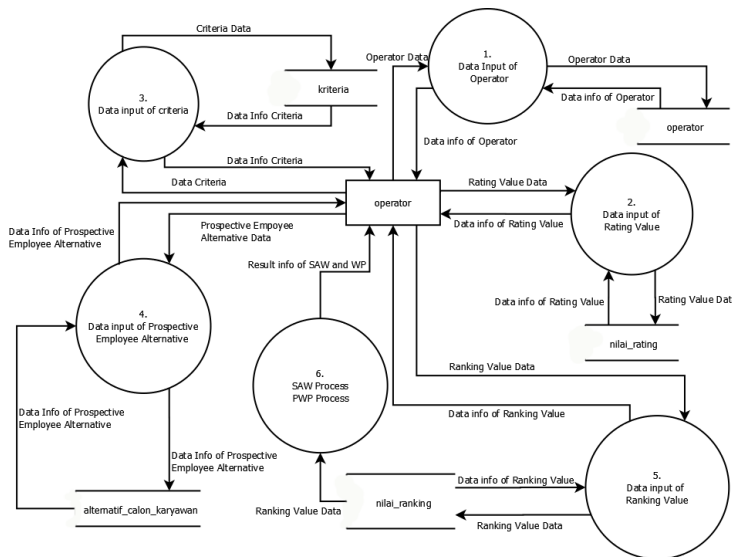 Criteria Data
3.
Data input of criteria
kriteria
Data Info Criteria
Data Info Criteria
Data Criteria
Operator Data
1.
Data Input of
Operator
Operator Data
Data info of Operator
operator
Data info of Operator
operator
Rating Value Data
Data info of Rating Value
2.
Data input of
Rating Value
Data info of Rating Value
Rating Value Dat
nilai_rating
Data Info of Prospective
Employee Alternative
Prospective Empoyee
Alternative Data
4.
Data input of Prospective
Employee Alternative
Data Info of Prospective
Employee Alternative
Data Info of Prospective
Employee Alternative
alternatif_calon_karyawan
Result info of SAW and WP
6.
SAW Process
PWP Process
Ranking Value Data
Data info of Ranking Value
5.
Data input of
Ranking Value
Data info of Ranking Value
nilai_ranking
Ranking Value Data
Ranking Value Data